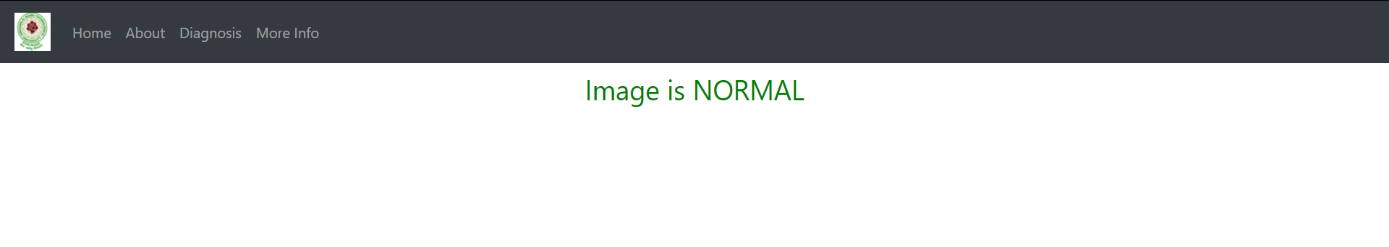 Home About Diagnosis More Info
Image is NORMAL